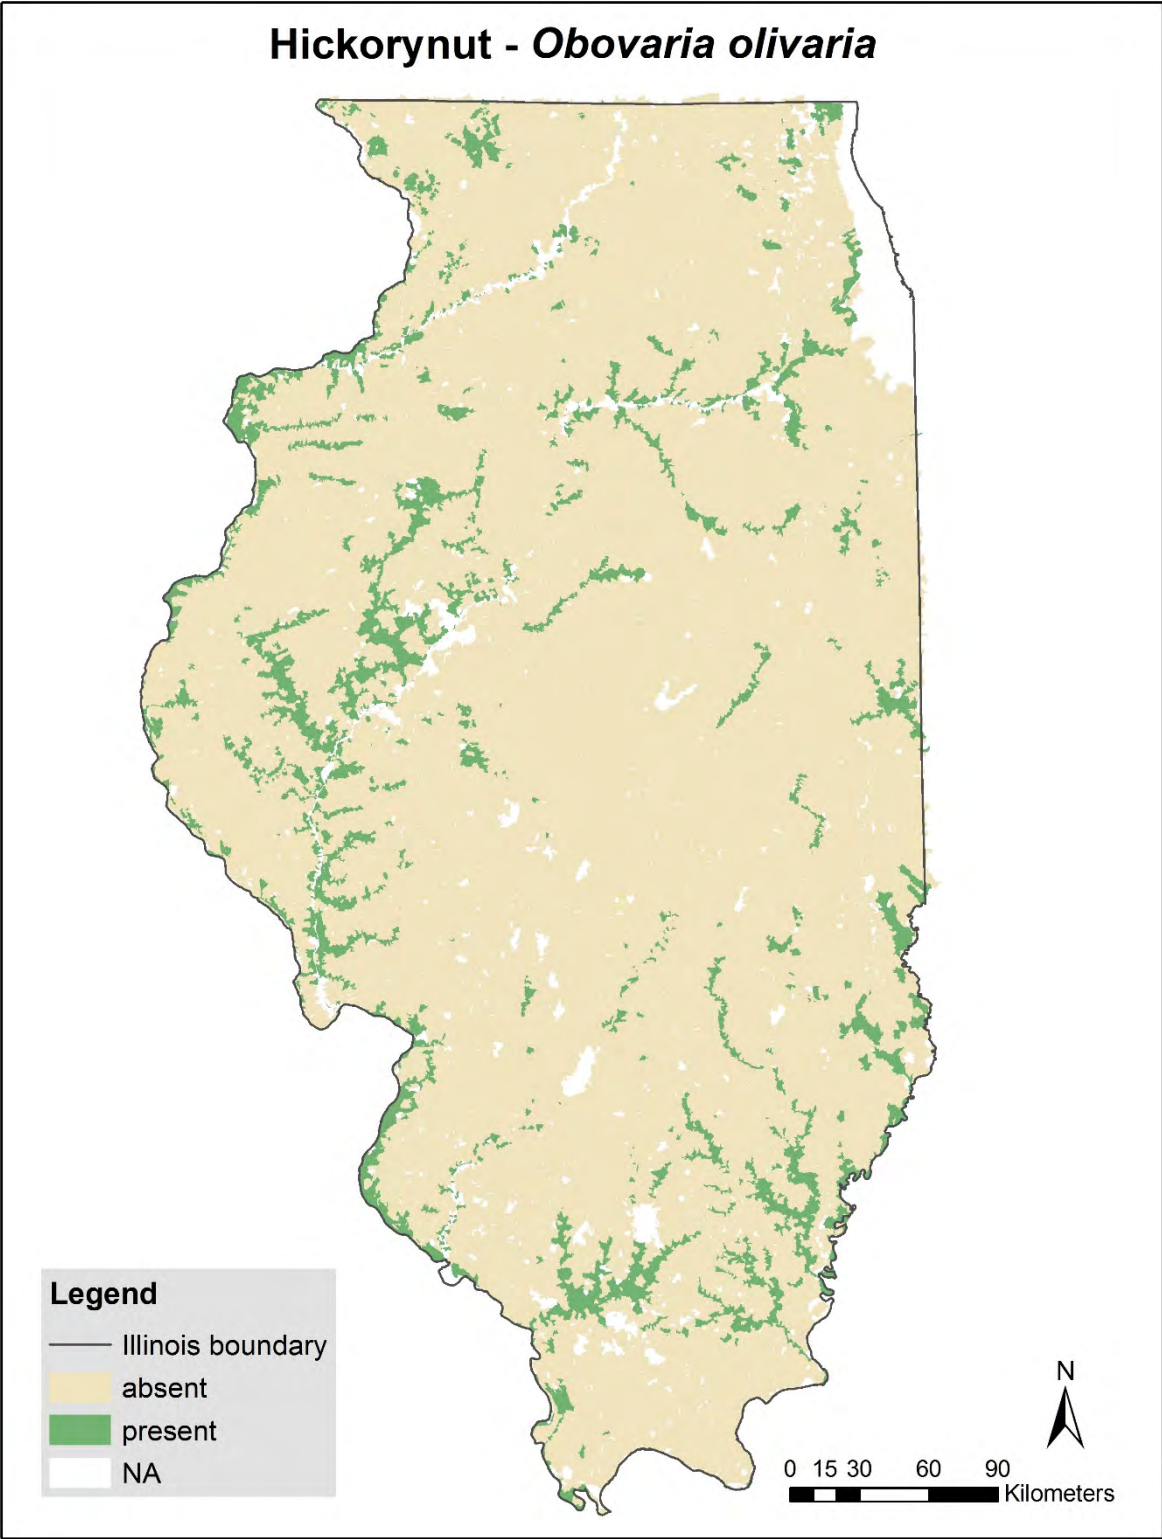 Hickorynut - Obovaria olivaria
Legend
Illinois boundary
absent
present
NA
N
0 15 30 60 90
Kilometers